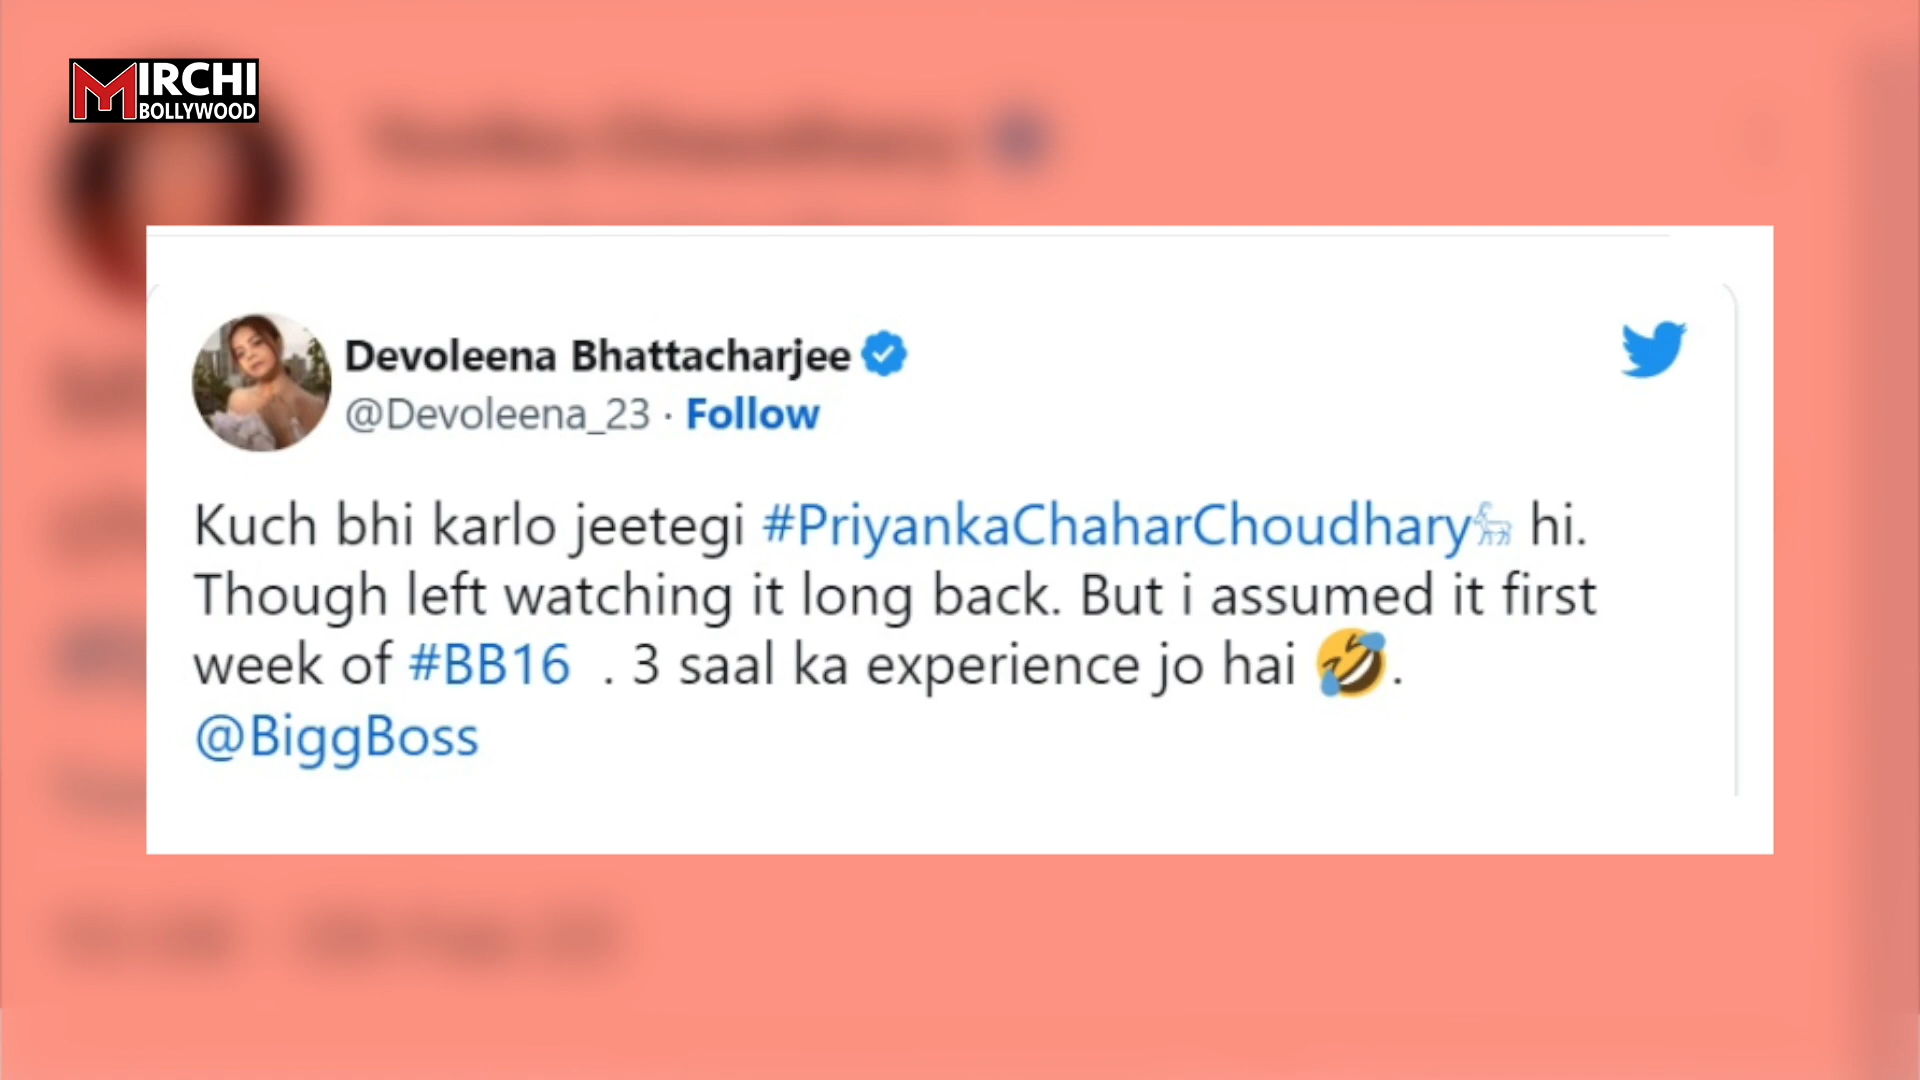 MIRCHI
BOLLYWOOD
Devoleena Bhattacharjee
@Devoleena_23 · Follow
Kuch bhi karlo jeetegi #PriyankaChaharChoudhary𓃵 hi.
Though left watching it long back. But i assumed it first
week of #BB16 . 3 saal ka experience jo hai 🤣.
@BiggBoss